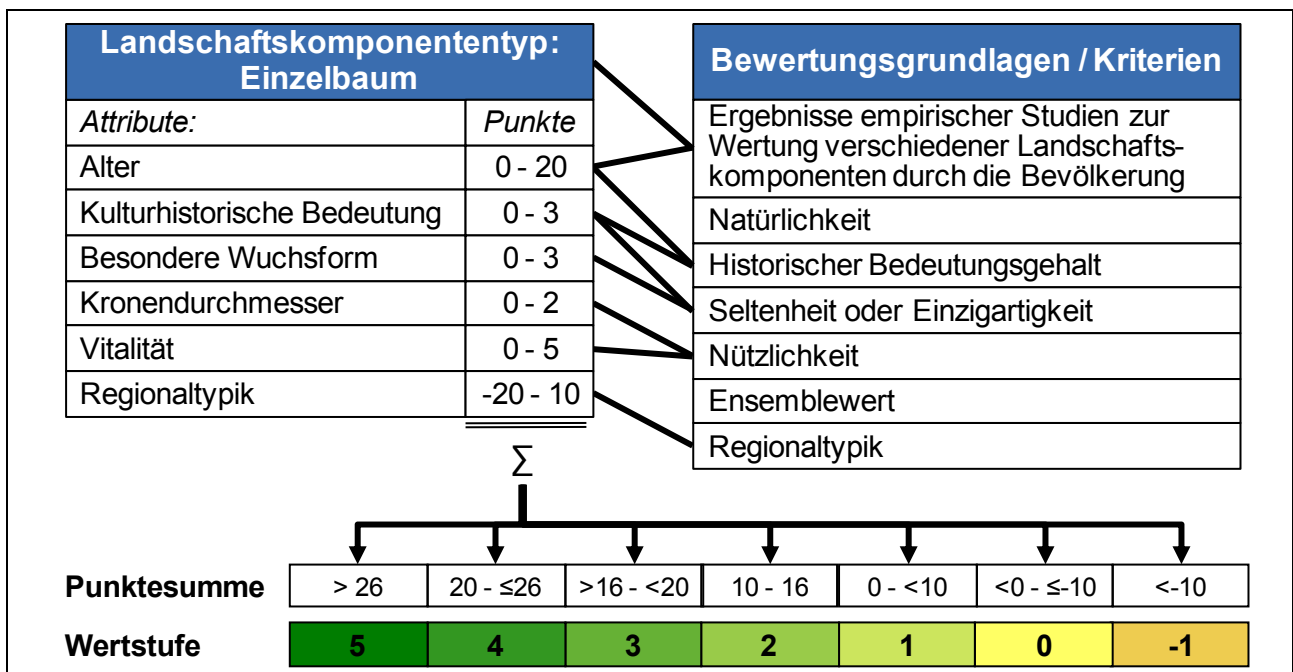 Landschaftskomponententyp:
Einzelbaum
Attribute: Punkte
Alter 0 - 20
Kulturhistorische Bedeutung 0 - 3
Besondere Wuchsform 0 - 3
Kronendurchmesser 0 - 2
Vitalität 0 - 5
Regionaltypik -20 - 10
∑
Bewertungsgrundlagen / Kriterien
Ergebnisse empirischer Studien zur
Wertung verschiedener Landschafts-
komponenten durch die Bevölkerung
Natürlichkeit
Historischer Bedeutungsgehalt
Seltenheit oder Einzigartigkeit
Nützlichkeit
Ensemblewert
Regionaltypik
Punktesumme > 26 20 - ≤26 >16 - <20 10 - 16 0 - <10 <0 - ≤-10 <-10
Wertstufe 5 4 3 2 1 0 -1